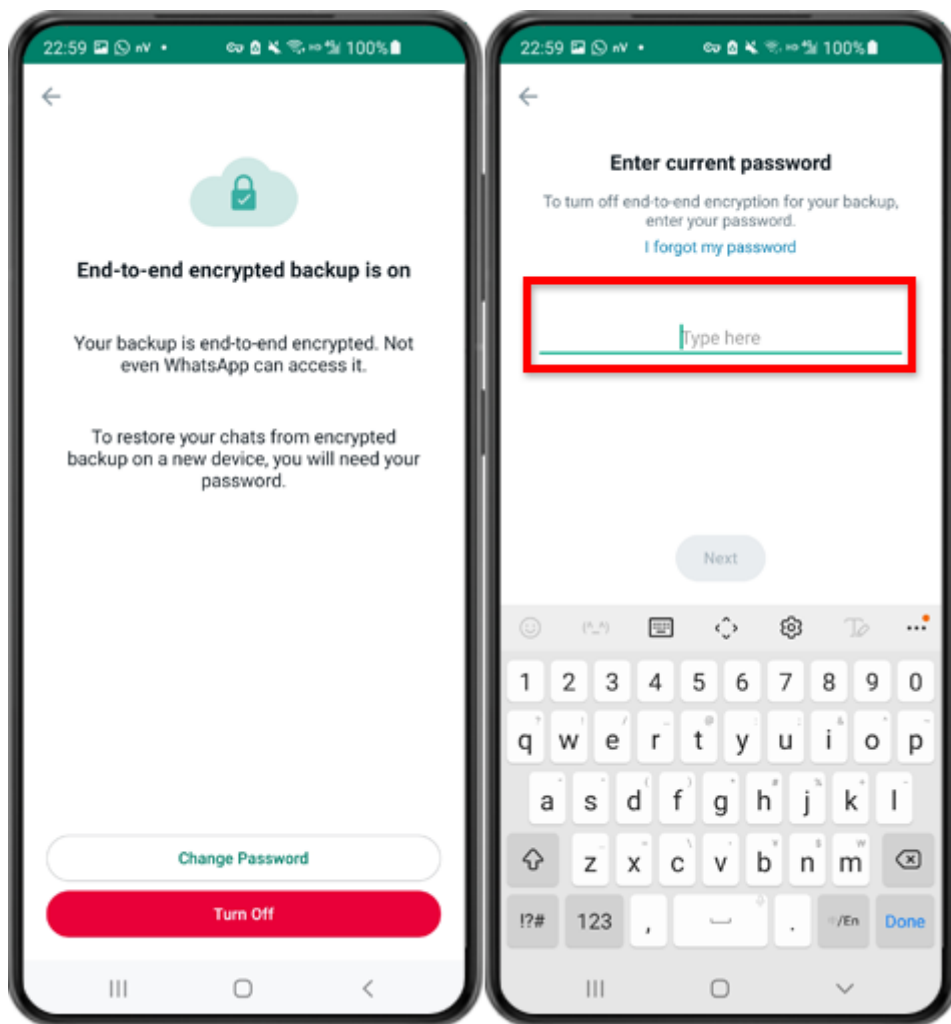 22:59 nV • 100%
End-to-end encrypted backup is on
Your backup is end-to-end encrypted. Not
even WhatsApp can access it.
To restore your chats from encrypted
backup on a new device, you will need your
password.
Change Password
Turn Off
22:59 nV • 100%
Enter current password
To turn off end-to-end encryption for your backup,
enter your password.
I forgot my password
Type here
Next
(^_^)
1 2 3 4 5 6 7 8 9 0
q w e r t y u i o p
a s d f g h j k l
z x c v b n m
!?# 123 , . /En Done